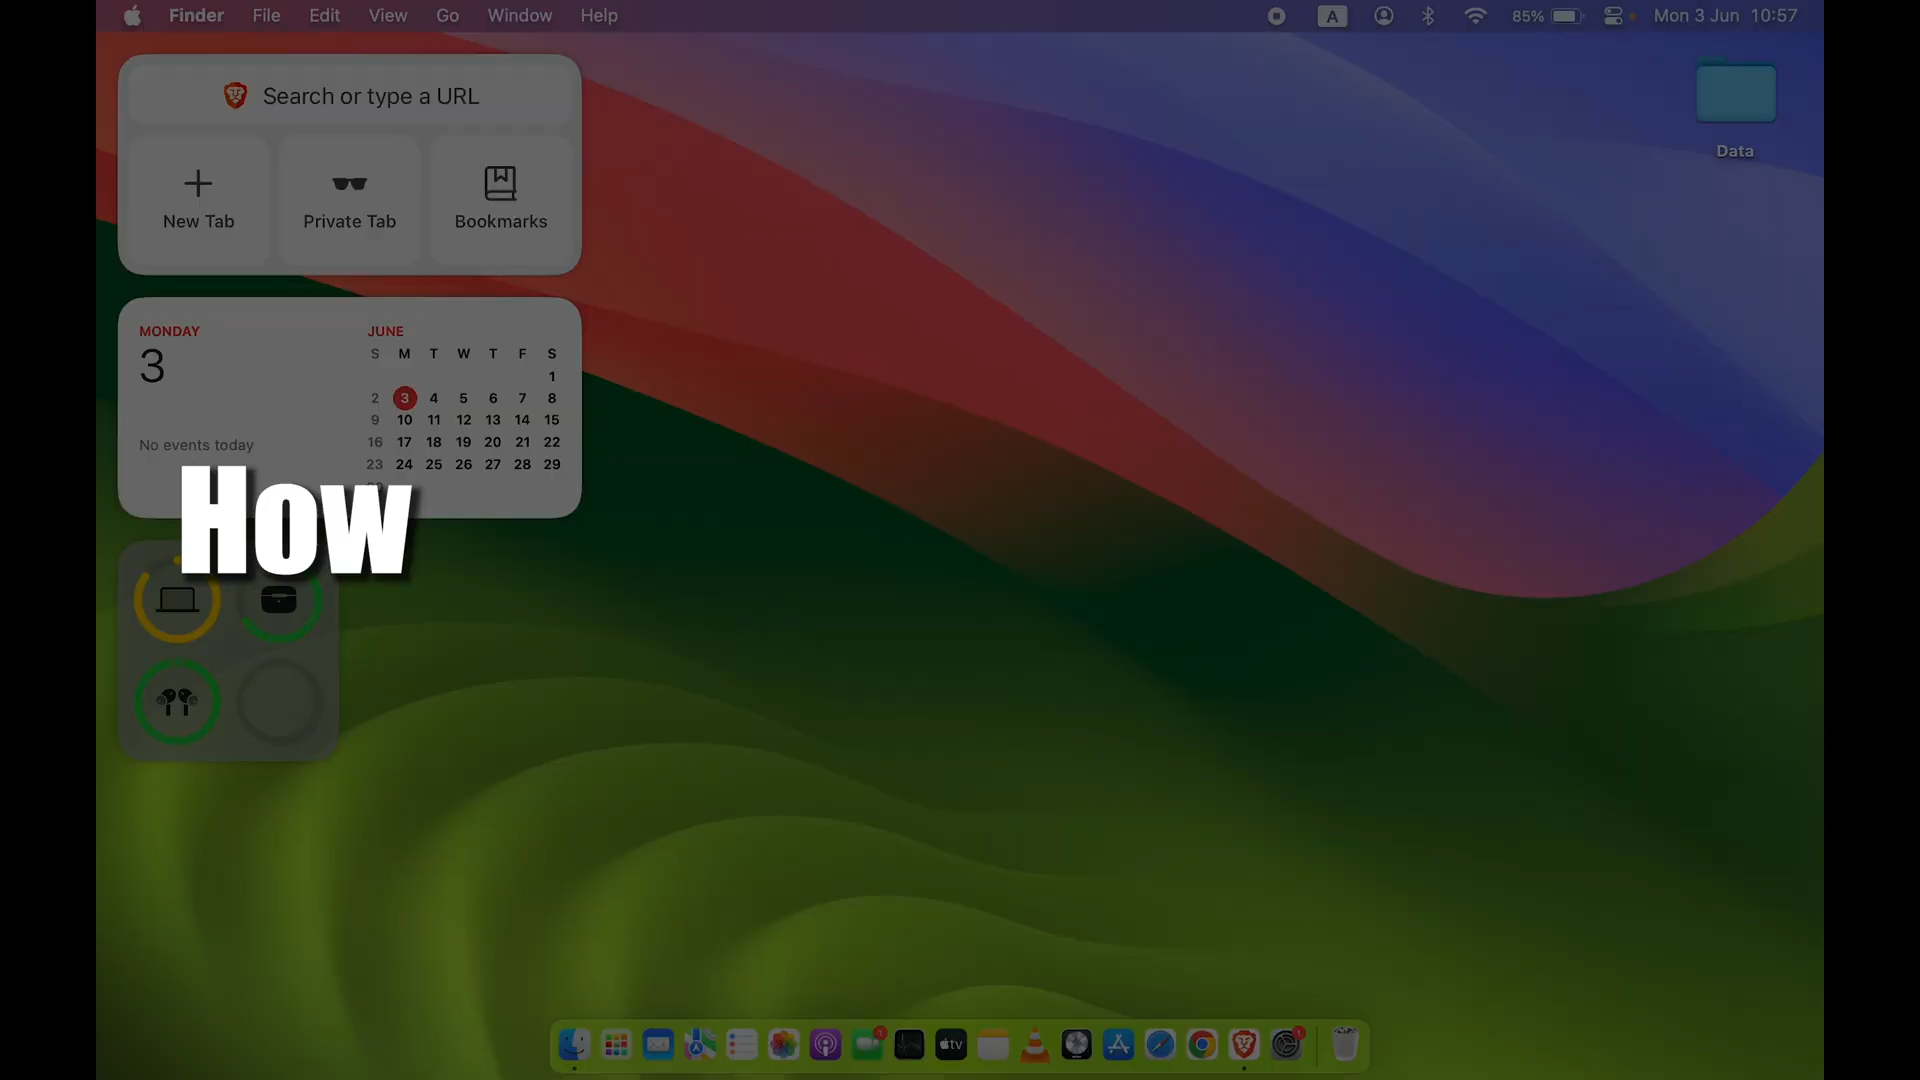 Finder File Edit View Go Window Help A 85% Mon 3 Jun 10:57
Search or type a URL
New Tab Private Tab Bookmarks
Data
MONDAY
3
No events today
JUNE
S M T W T F S
1
2 3 4 5 6 7 8
9 10 11 12 13 14 15
16 17 18 19 20 21 22
23 24 25 26 27 28 29
How
1
tv
1